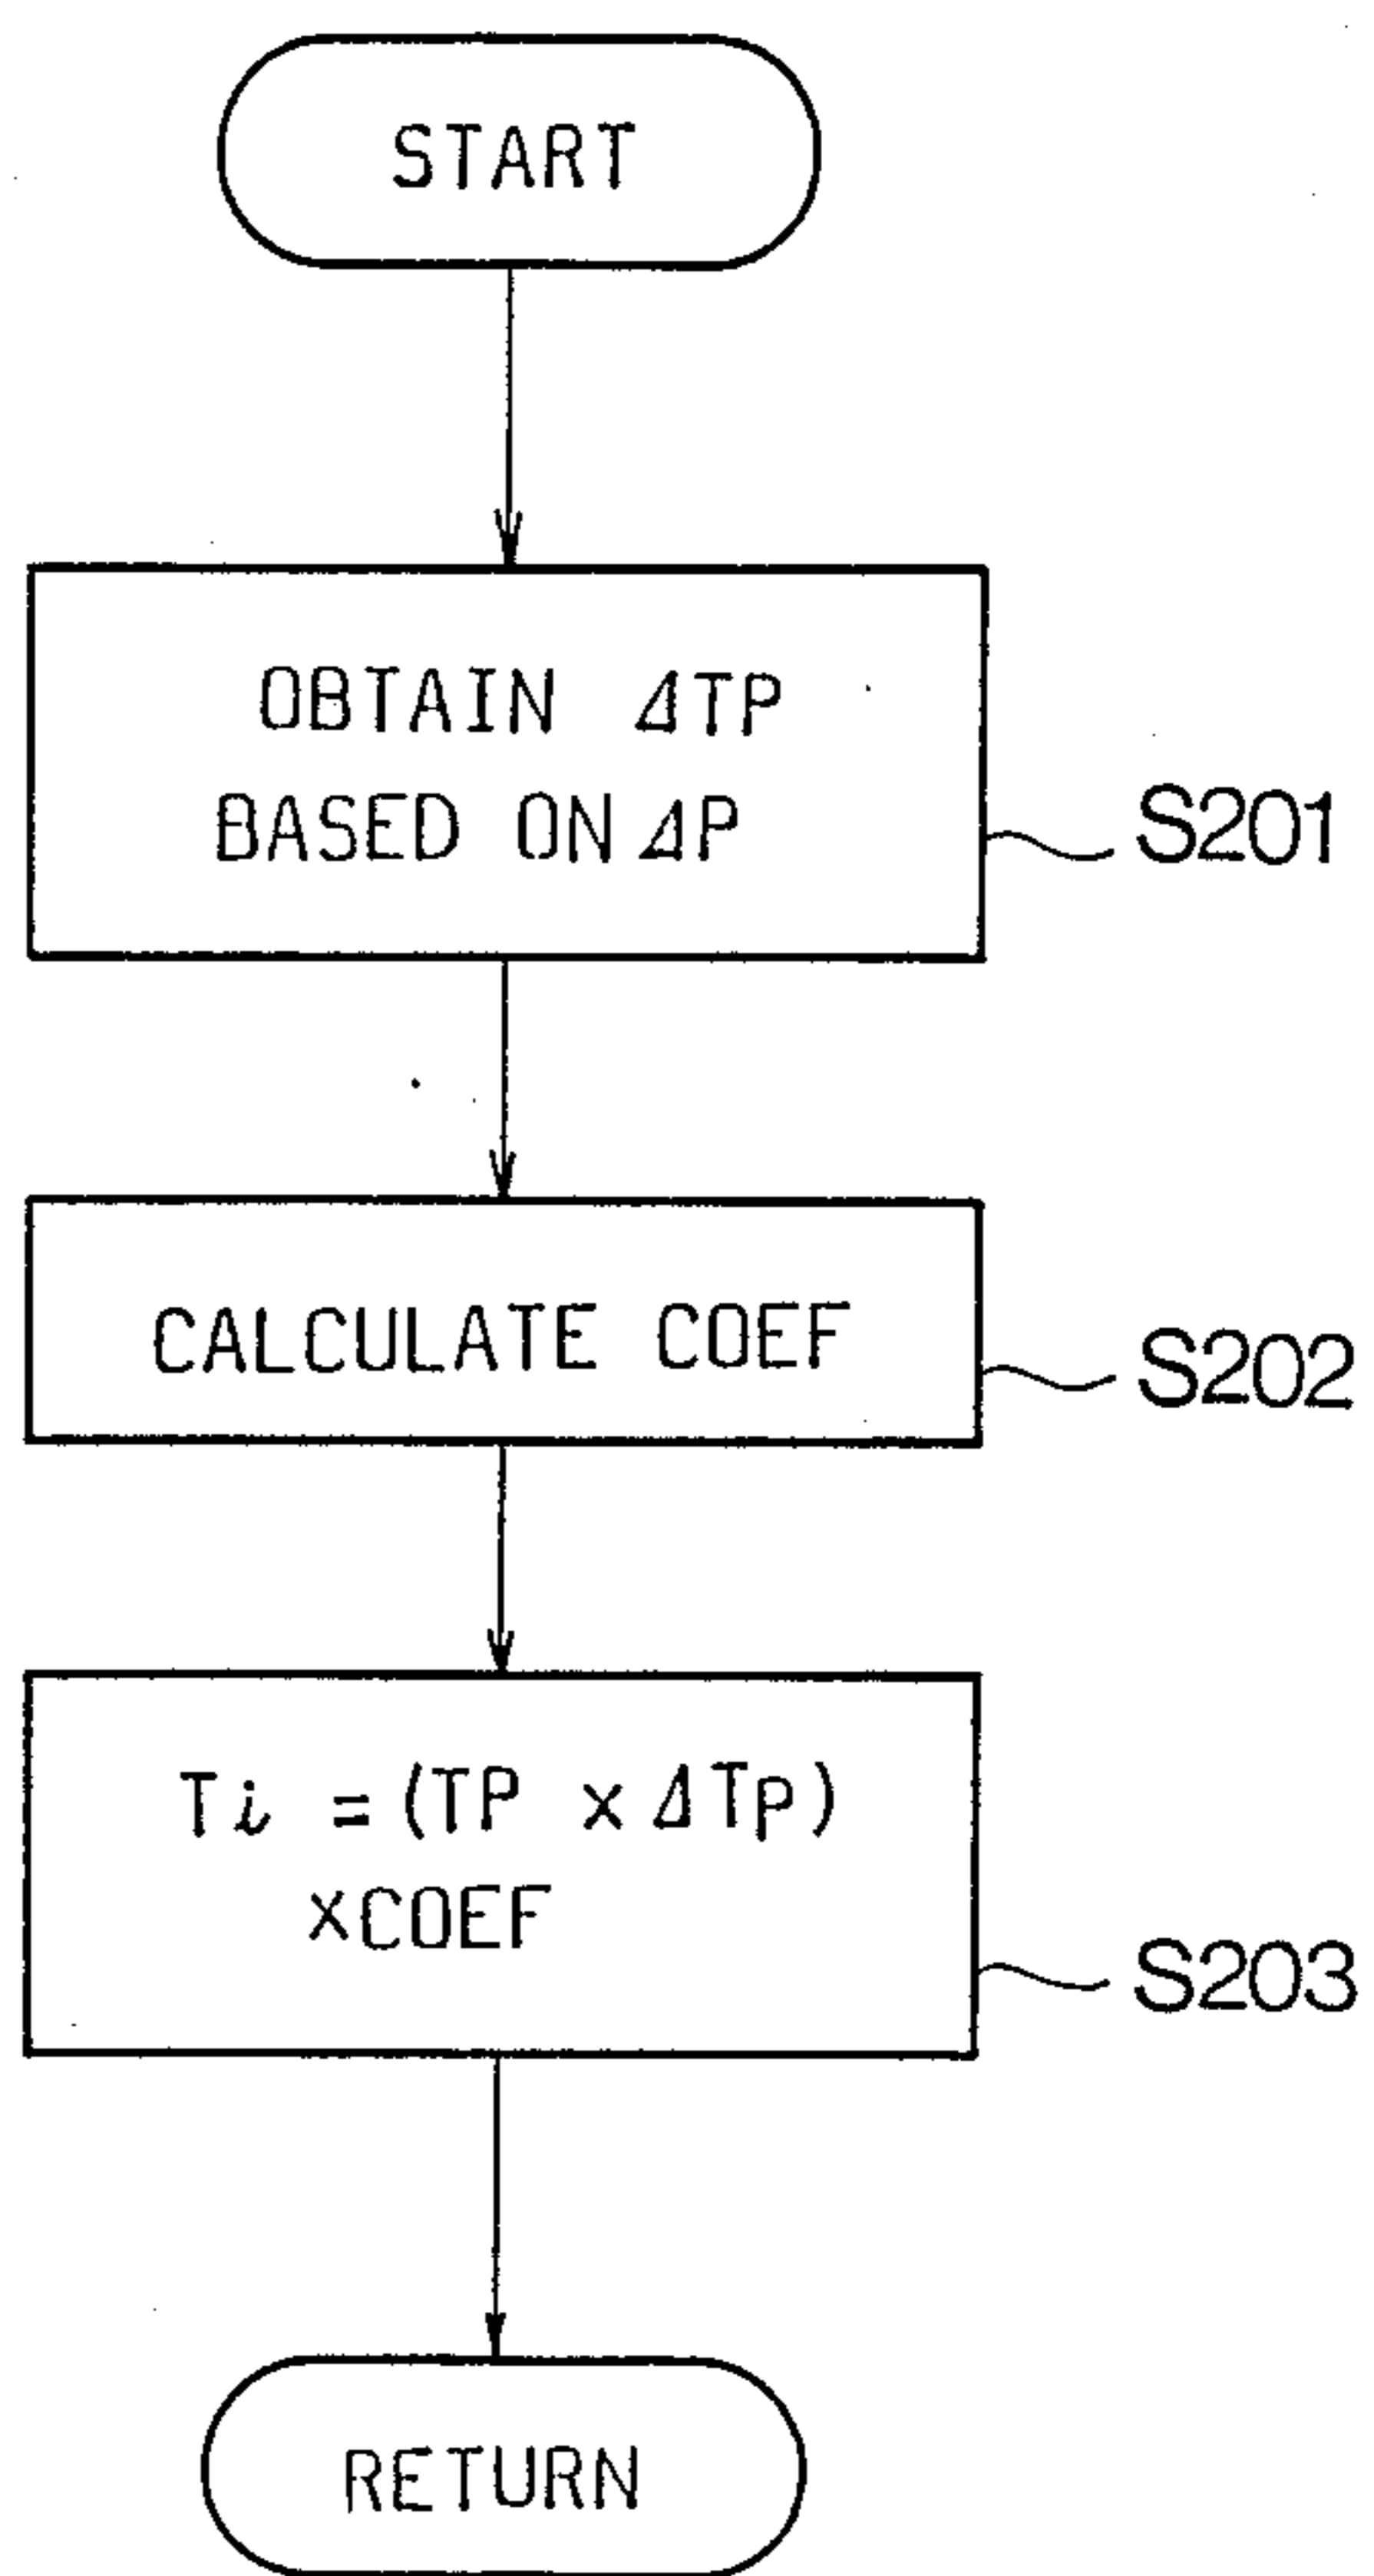 START
OBTAIN ΔTP
BASED ON ΔP
S201
CALCULATE COEF
S202
Ti = (TP × ΔTP)
×COEF
S203
RETURN